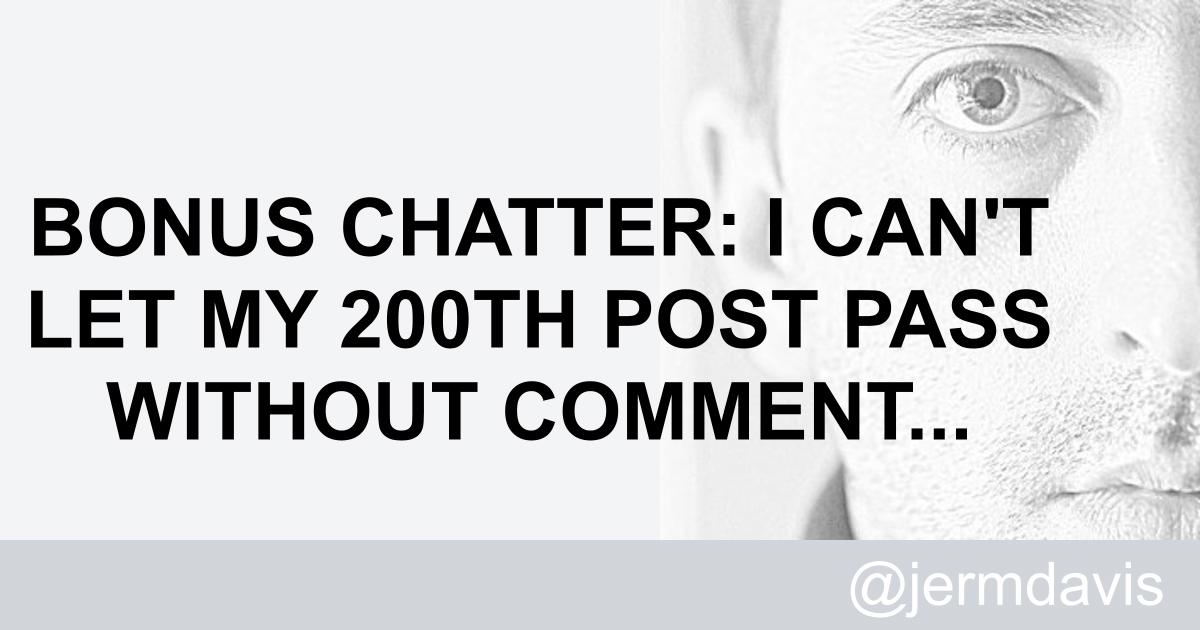 BONUS CHATTER: I CAN'T
LET MY 200TH POST PASS
WITHOUT COMMENT...
@jermdavis